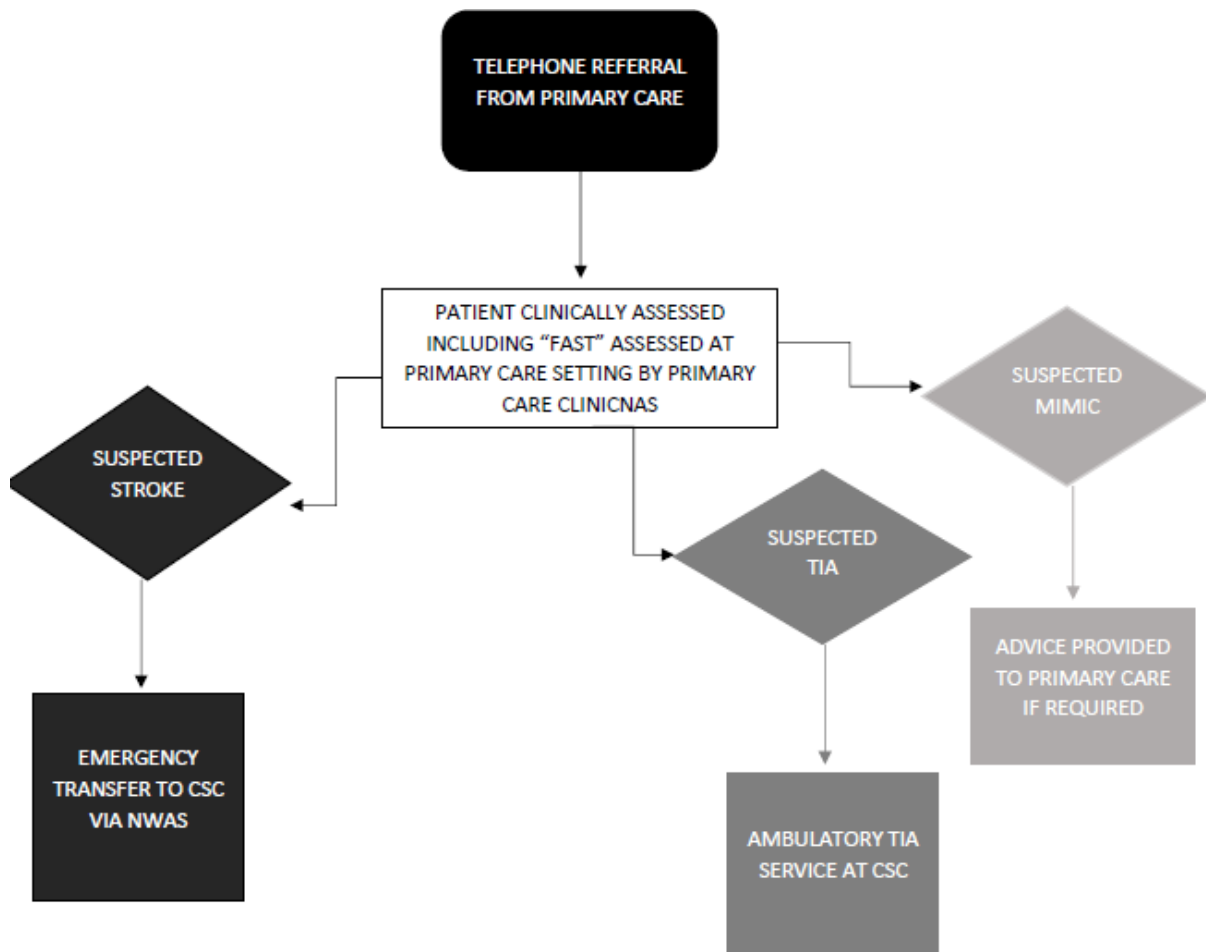 TELEPHONE REFERRAL
FROM PRIMARY CARE
PATIENT CLINICALLY ASSESSED
INCLUDING “FAST” ASSESSED AT
PRIMARY CARE SETTING BY PRIMARY
CARE CLINICNAS
SUSPECTED
MIMIC
SUSPECTED
STROKE
SUSPECTED
TIA
ADVICE PROVIDED
TO PRIMARY CARE
IF REQUIRED
EMERGENCY
TRANSFER TO CSC
VIA NWAS
AMBULATORY TIA
SERVICE AT CSC